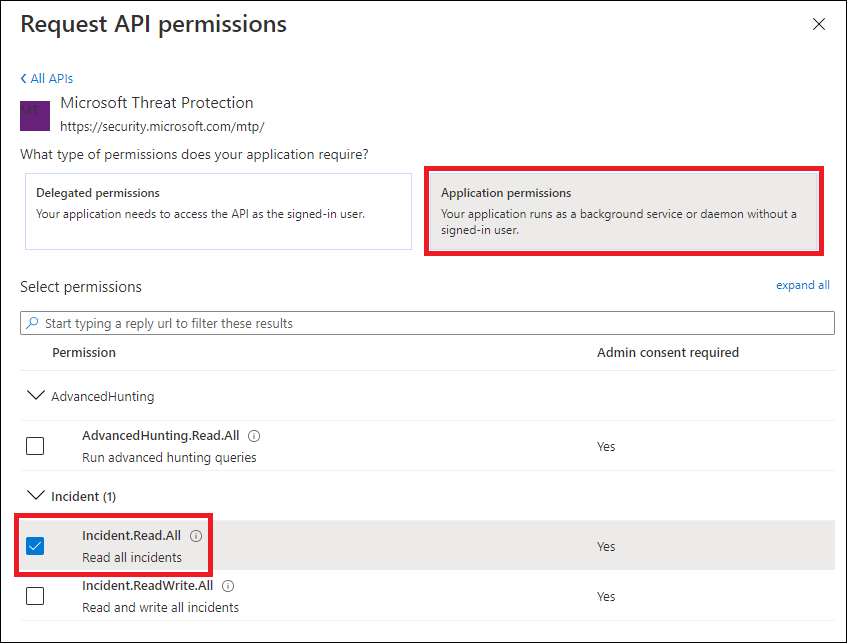 Request API permissions
All APIs
MT
Microsoft Threat Protection
https://security.microsoft.com/mtp/
What type of permissions does your application require?
Delegated permissions
Your application needs to access the API as the signed-in user.
Application permissions
Your application runs as a background service or daemon without a
signed-in user.
Select permissions
expand all
Start typing a reply url to filter these results
Permission
Admin consent required
AdvancedHunting
AdvancedHunting.Read.All
Run advanced hunting queries
Yes
Incident (1)
Incident.Read.All
Read all incidents
Yes
Incident.ReadWrite.All
Read and write all incidents
Yes